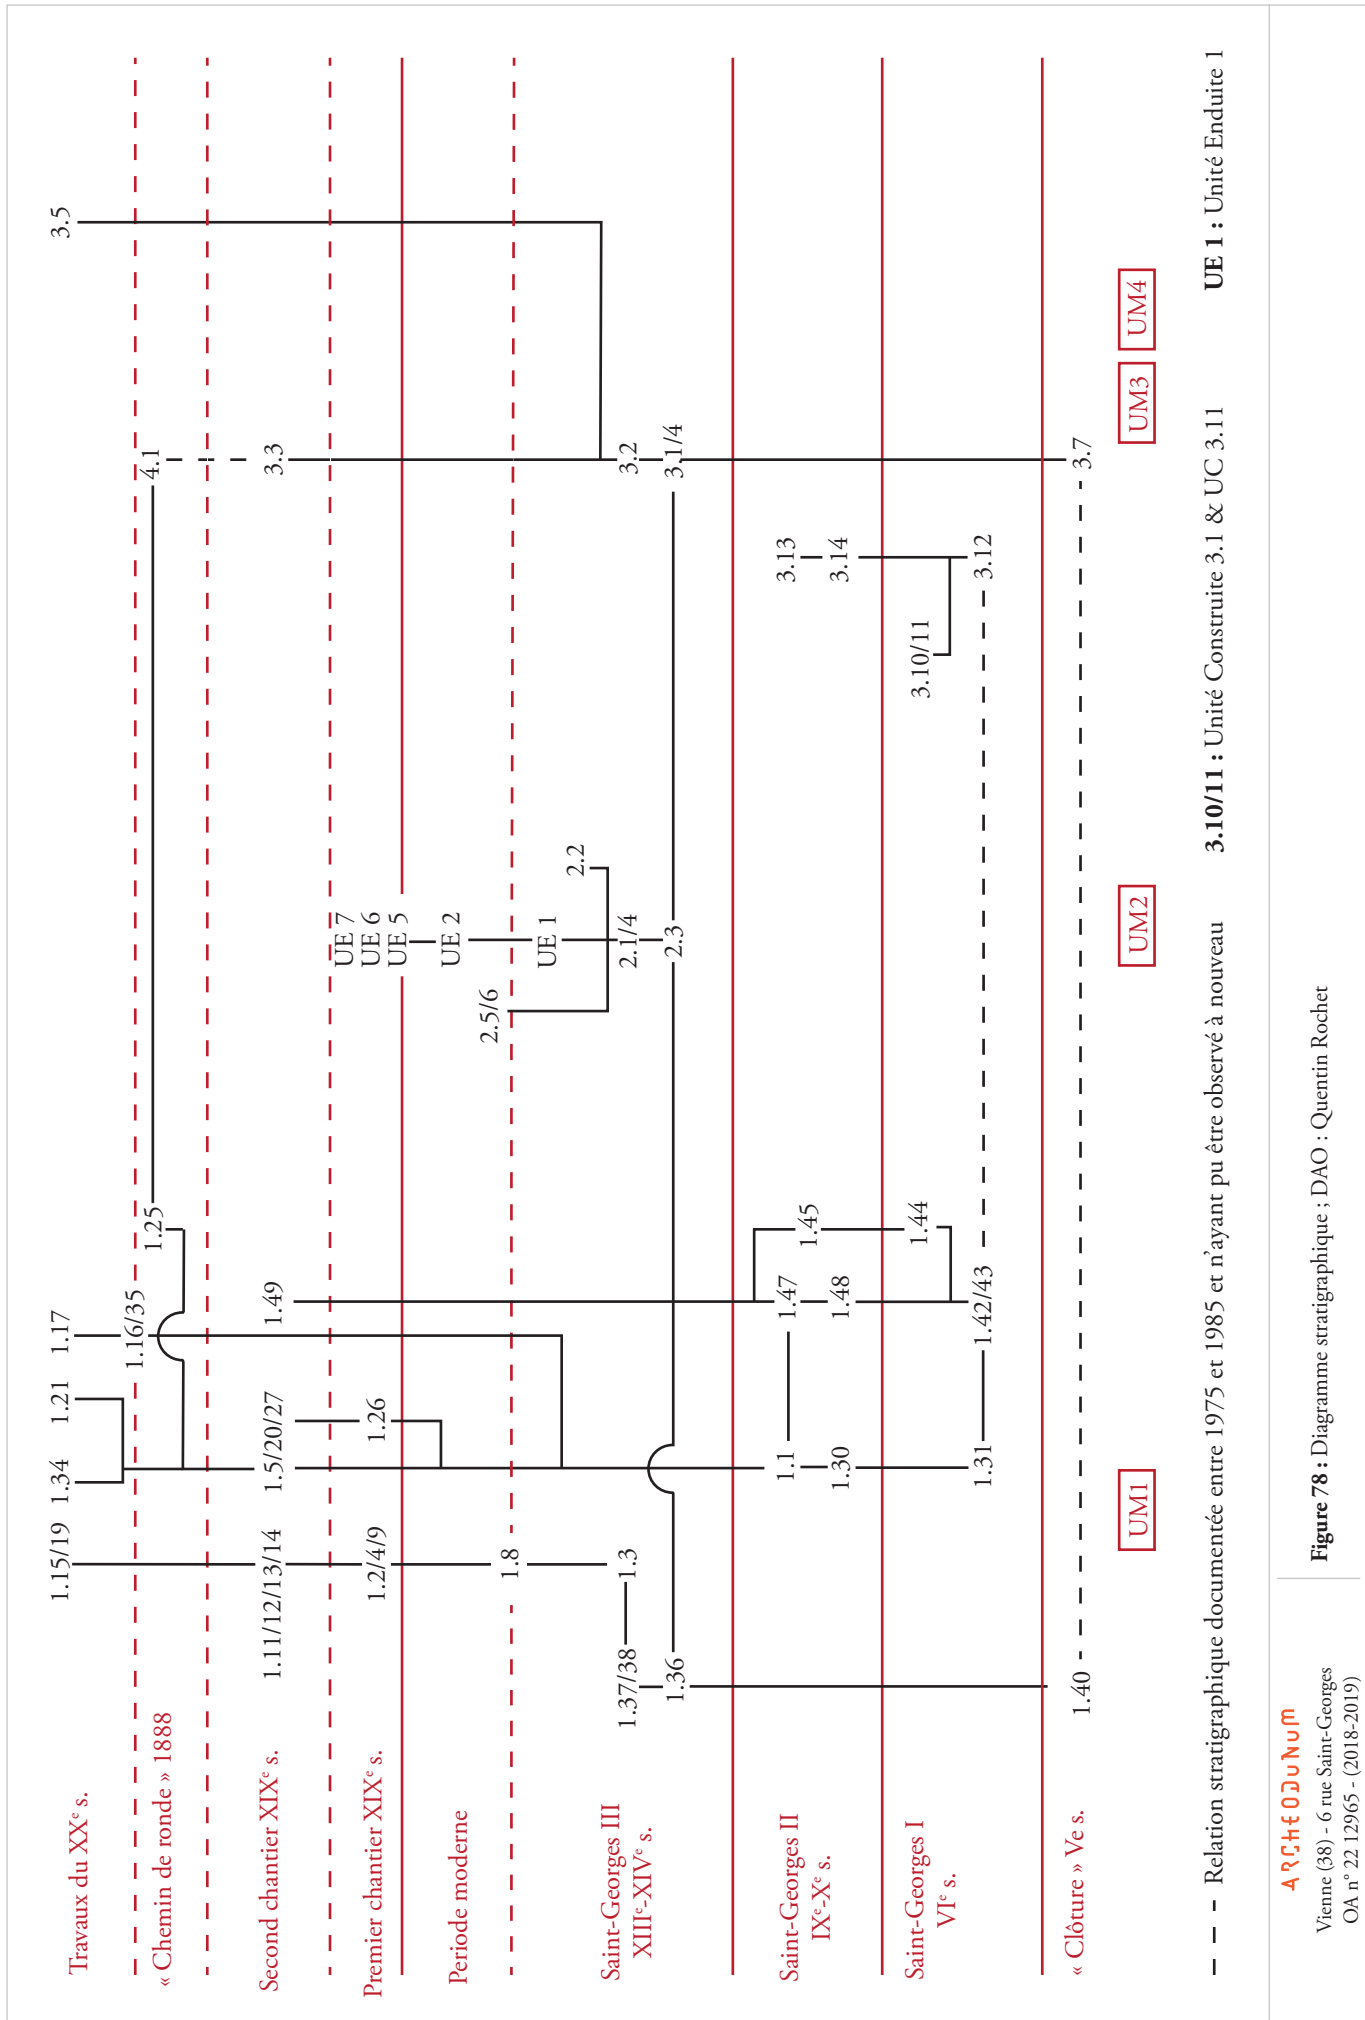 Travaux du XXe s.
1.15/19
1.34
1.21
1.17
3.5
« Chemin de ronde » 1888
1.16/35
1.25
4.1
Second chantier XIXe s.
1.11/12/13/14
1.5/20/27
1.49
3.3
Premier chantier XIXe s.
1.2/4/9
1.26
UE 7
UE 6
UE 5
Periode moderne
UE 2
2.5/6
1.8
UE 1
2.2
Saint-Georges III
XIIIe-XIVe s.
1.37/38
1.3
2.1/4
3.2
1.36
2.3
3.1/4
Saint-Georges II
IXe-Xe s.
1.1
1.47
1.45
3.13
1.30
1.48
3.14
Saint-Georges I
VIe s.
1.44
3.10/11
1.31
1.42/43
3.12
« Clôture » Ve s.
1.40
3.7
UM1
UM2
UM3
UM4
Relation stratigraphique documentée entre 1975 et 1985 et n'ayant pu être observé à nouveau
3.10/11 : Unité Construite 3.1 & UC 3.11
UE 1 : Unité Enduite 1
ARCHEODUNUM
Vienne (38) - 6 rue Saint-Georges
OA n° 22 12965 - (2018-2019)
Figure 78 : Diagramme stratigraphique ; DAO : Quentin Rochet